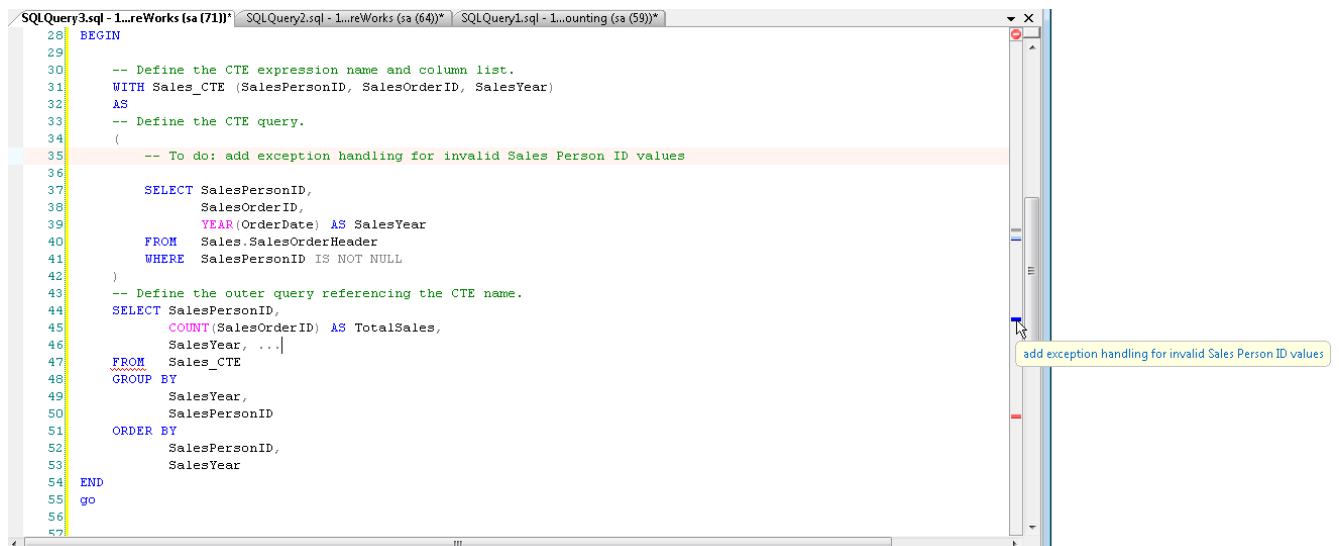 SQLQuery3.sql - 1...reWorks (sa (71))* SQLQuery2.sql - 1...reWorks (sa (64))* SQLQuery1.sql - 1...ounting (sa (59))*
28 BEGIN
29
30 -- Define the CTE expression name and column list.
31 WITH Sales_CTE (SalesPersonID, SalesOrderID, SalesYear)
32 AS
33 -- Define the CTE query.
34 (
35 -- To do: add exception handling for invalid Sales Person ID values
36
37 SELECT SalesPersonID,
38 SalesOrderID,
39 YEAR(OrderDate) AS SalesYear
40 FROM Sales.SalesOrderHeader
41 WHERE SalesPersonID IS NOT NULL
42 )
43 -- Define the outer query referencing the CTE name.
44 SELECT SalesPersonID,
45 COUNT(SalesOrderID) AS TotalSales,
46 SalesYear, ...
add exception handling for invalid Sales Person ID values
47 FROM Sales_CTE
48 GROUP BY
49 SalesYear,
50 SalesPersonID
51 ORDER BY
52 SalesPersonID,
53 SalesYear
54 END
55 go
56
57